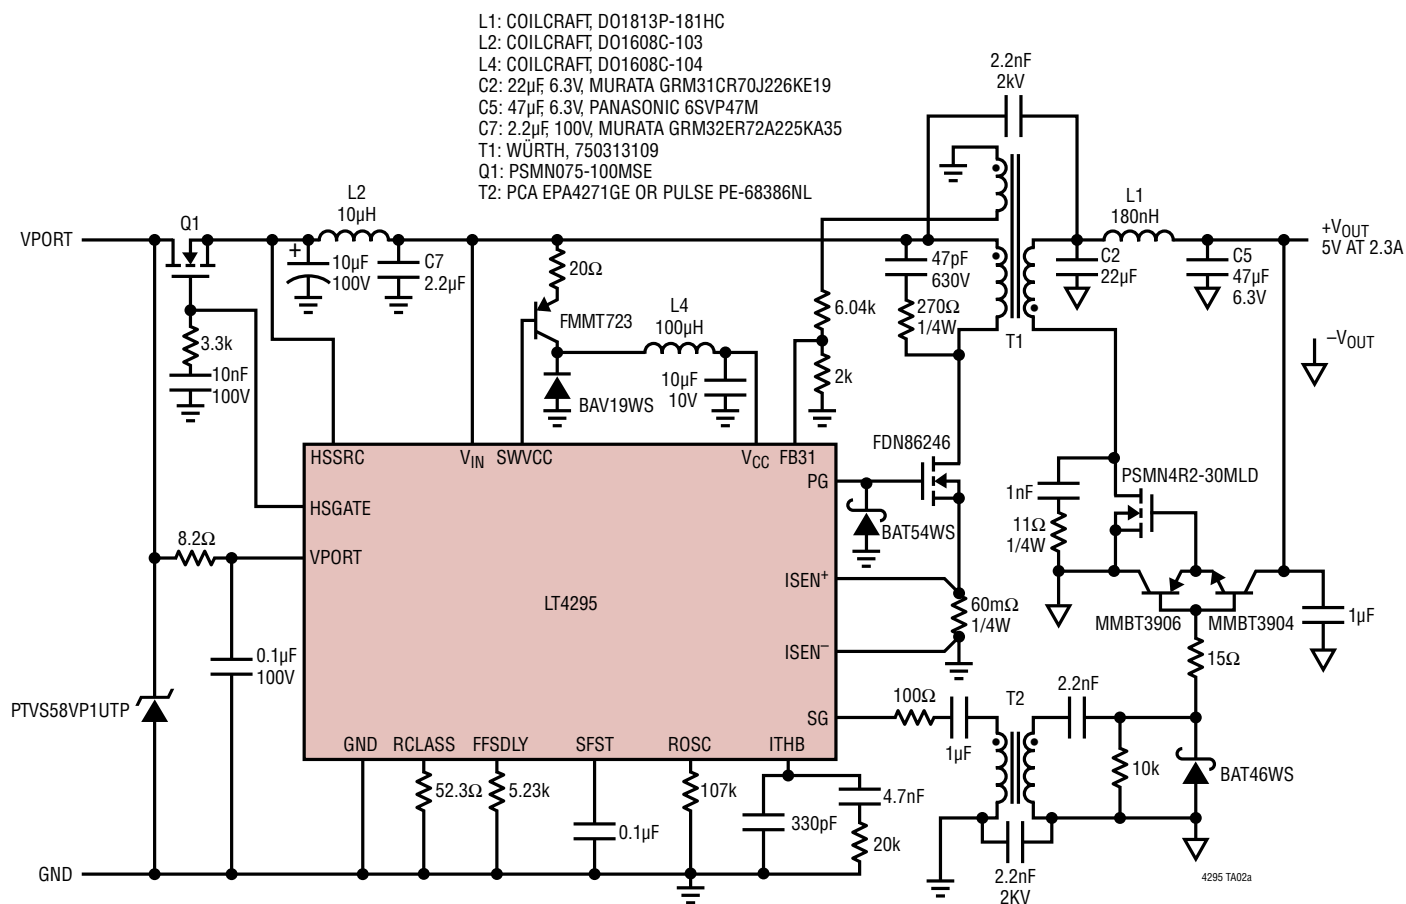 L1: COILCRAFT, DO1813P-181HC
L2: COILCRAFT, DO1608C-103
L4: COILCRAFT, DO1608C-104
C2: 22µF, 6.3V, MURATA GRM31CR70J226KE19
C5: 47µF, 6.3V, PANASONIC 6SVP47M
C7: 2.2µF, 100V, MURATA GRM32ER72A225KA35
T1: WÜRTH, 750313109
Q1: PSMN075-100MSE
T2: PCA EPA4271GE OR PULSE PE-68386NL
2.2nF
2kV
VPORT
Q1
L2
10µH
+
10µF
100V
C7
2.2µF
20Ω
FMMT723
L4
100µH
10µF
10V
BAV19WS
6.04k
2k
47pF
630V
270Ω
1/4W
T1
L1
180nH
C2
22µF
C5
47µF
6.3V
+VOUT
5V AT 2.3A
–VOUT
3.3k
10nF
100V
HSSRC
VIN
SWVCC
VCC
FB31
PG
HSGATE
VPORT
LT4295
ISEN+
ISEN–
SG
GND
RCLASS
FFSDLY
SFST
ROSC
ITHB
8.2Ω
0.1µF
100V
PTVS58VP1UTP
FDN86246
BAT54WS
60mΩ
1/4W
1nF
11Ω
1/4W
PSMN4R2-30MLD
MMBT3906
MMBT3904
1µF
15Ω
100Ω
1µF
T2
2.2nF
10k
BAT46WS
2.2nF
2KV
52.3Ω
5.23k
0.1µF
107k
330pF
4.7nF
20k
GND
4295 TA02a